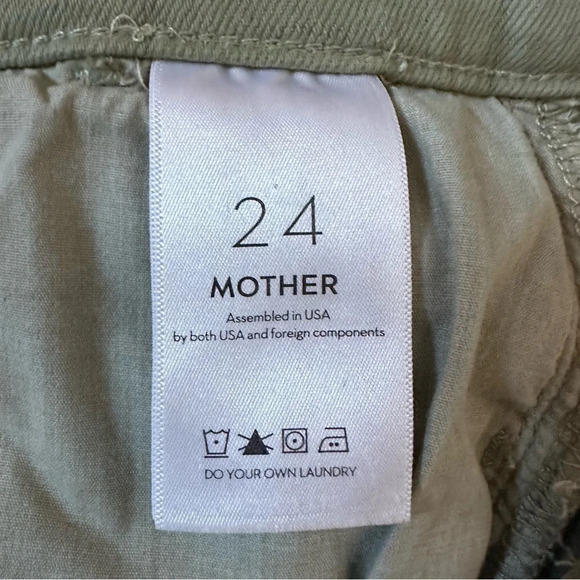 24
MOTHER
Assembled in USA
by both USA and foreign components
DO YOUR OWN LAUNDRY